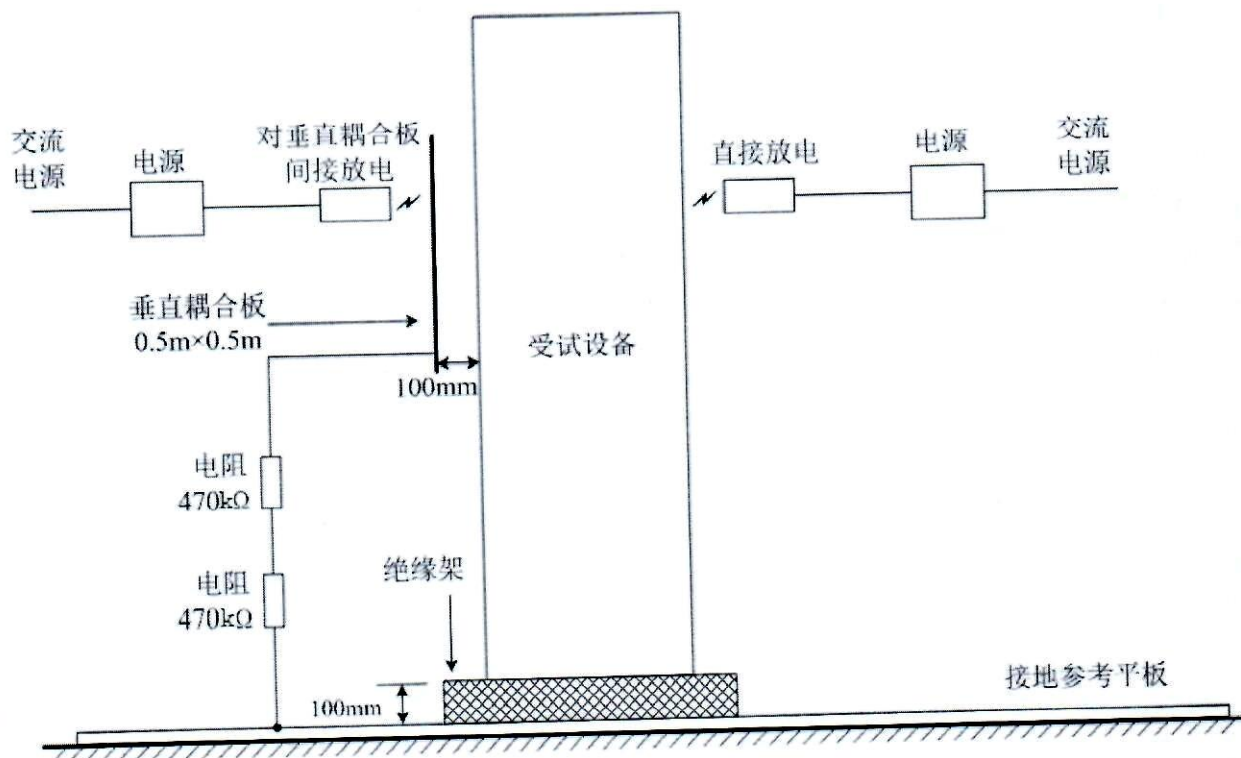 交流
电源
电源
对垂直耦合板
间接放电
直接放电
电源
交流
电源
垂直耦合板
0.5m×0.5m
100mm
受试设备
电阻
470kΩ
电阻
470kΩ
绝缘架
100mm
接地参考平板